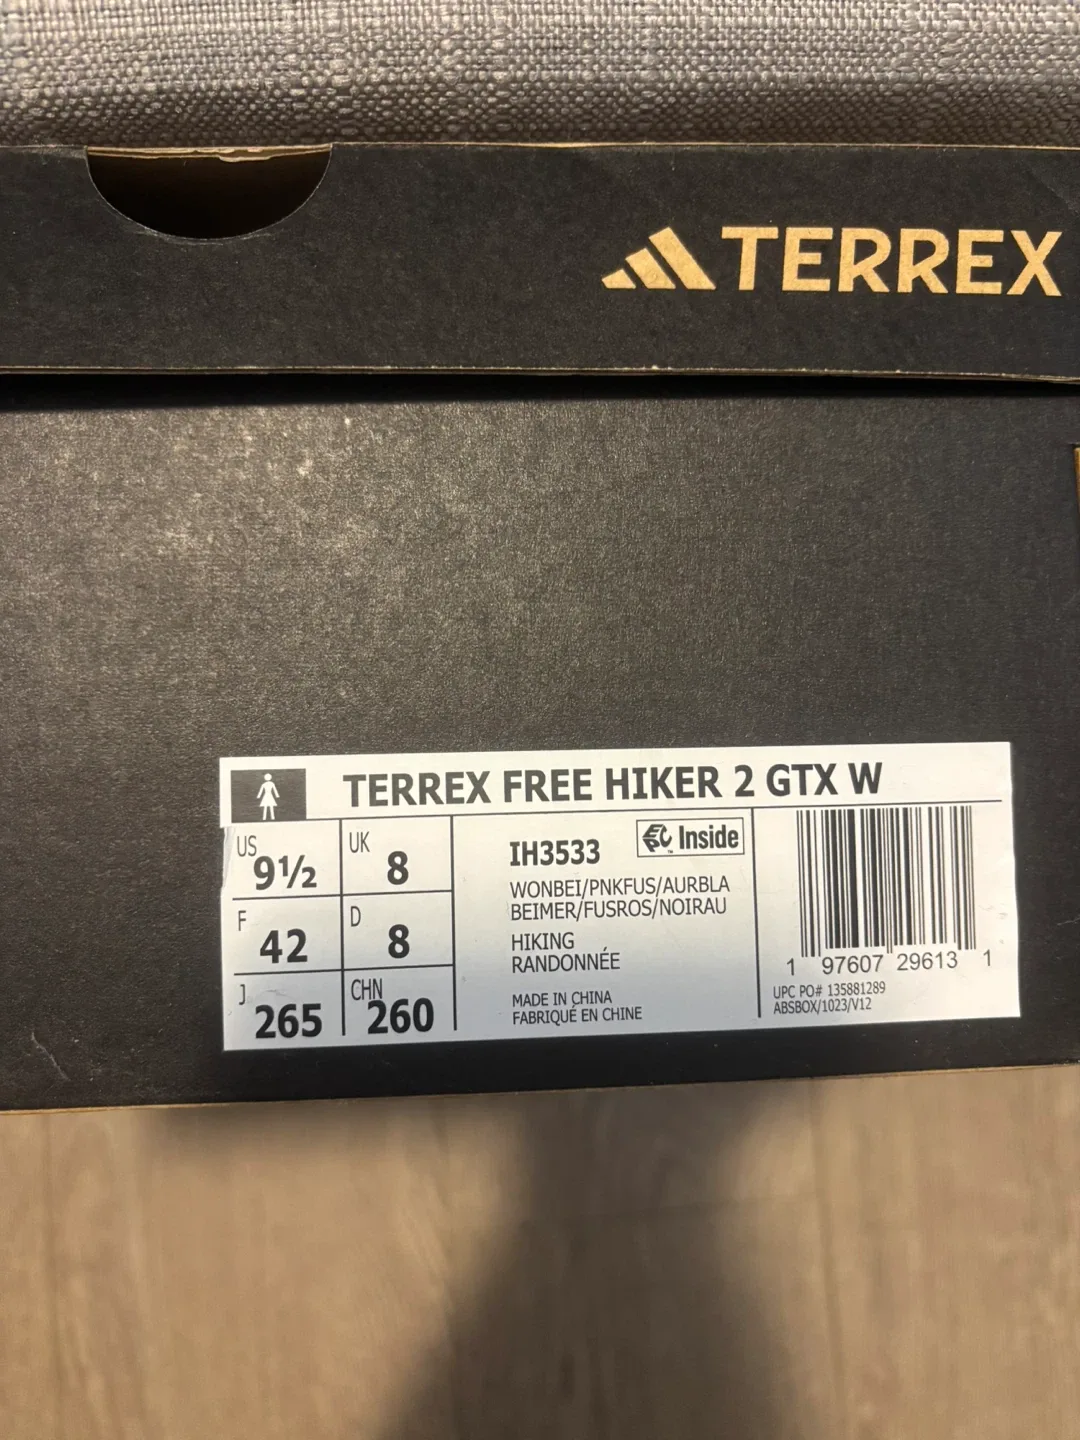 TERREX
TERREX FREE HIKER 2 GTX W
US 9½
UK 8
F 42
D 8
J 265
CHN 260
IH3533
Inside
WONBEI/PNKFUS/AURBLA
BEIMER/FUSROS/NOIRAU
HIKING
RANDONNÉE
MADE IN CHINA
FABRIQUÉ EN CHINE
1 97607 29613 1
UPC PO# 135881289
ABSBOX/1023/V12